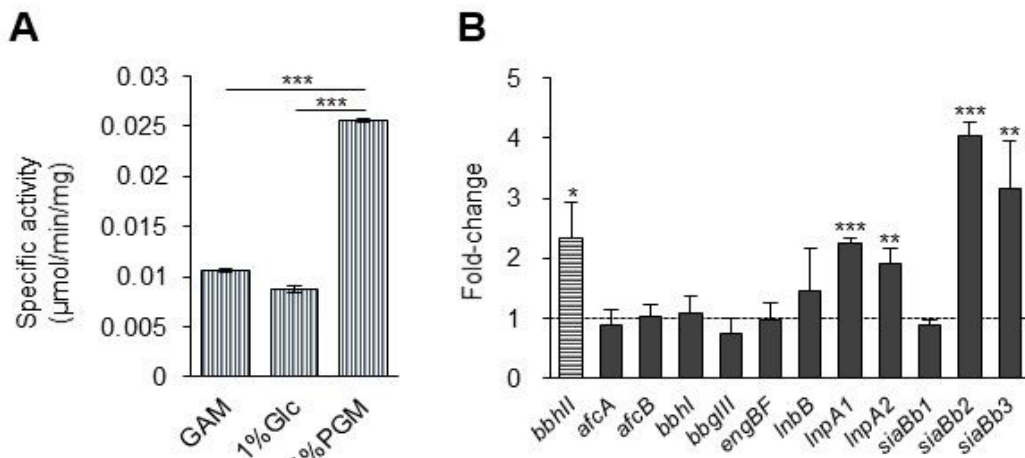 A
B
***
***
0.03
0.025
0.02
0.015
0.01
0.005
0
Specific activity
(µmol/min/mg)
GAM
1%Glc
%PGM
5
4
3
2
1
0
Fold-change
*
***
**
***
**
bbhII
afcA
afcB
bbhI
bbgIII
engBF
lnbB
lnpA1
lnpA2
siaBb1
siaBb2
siaBb3